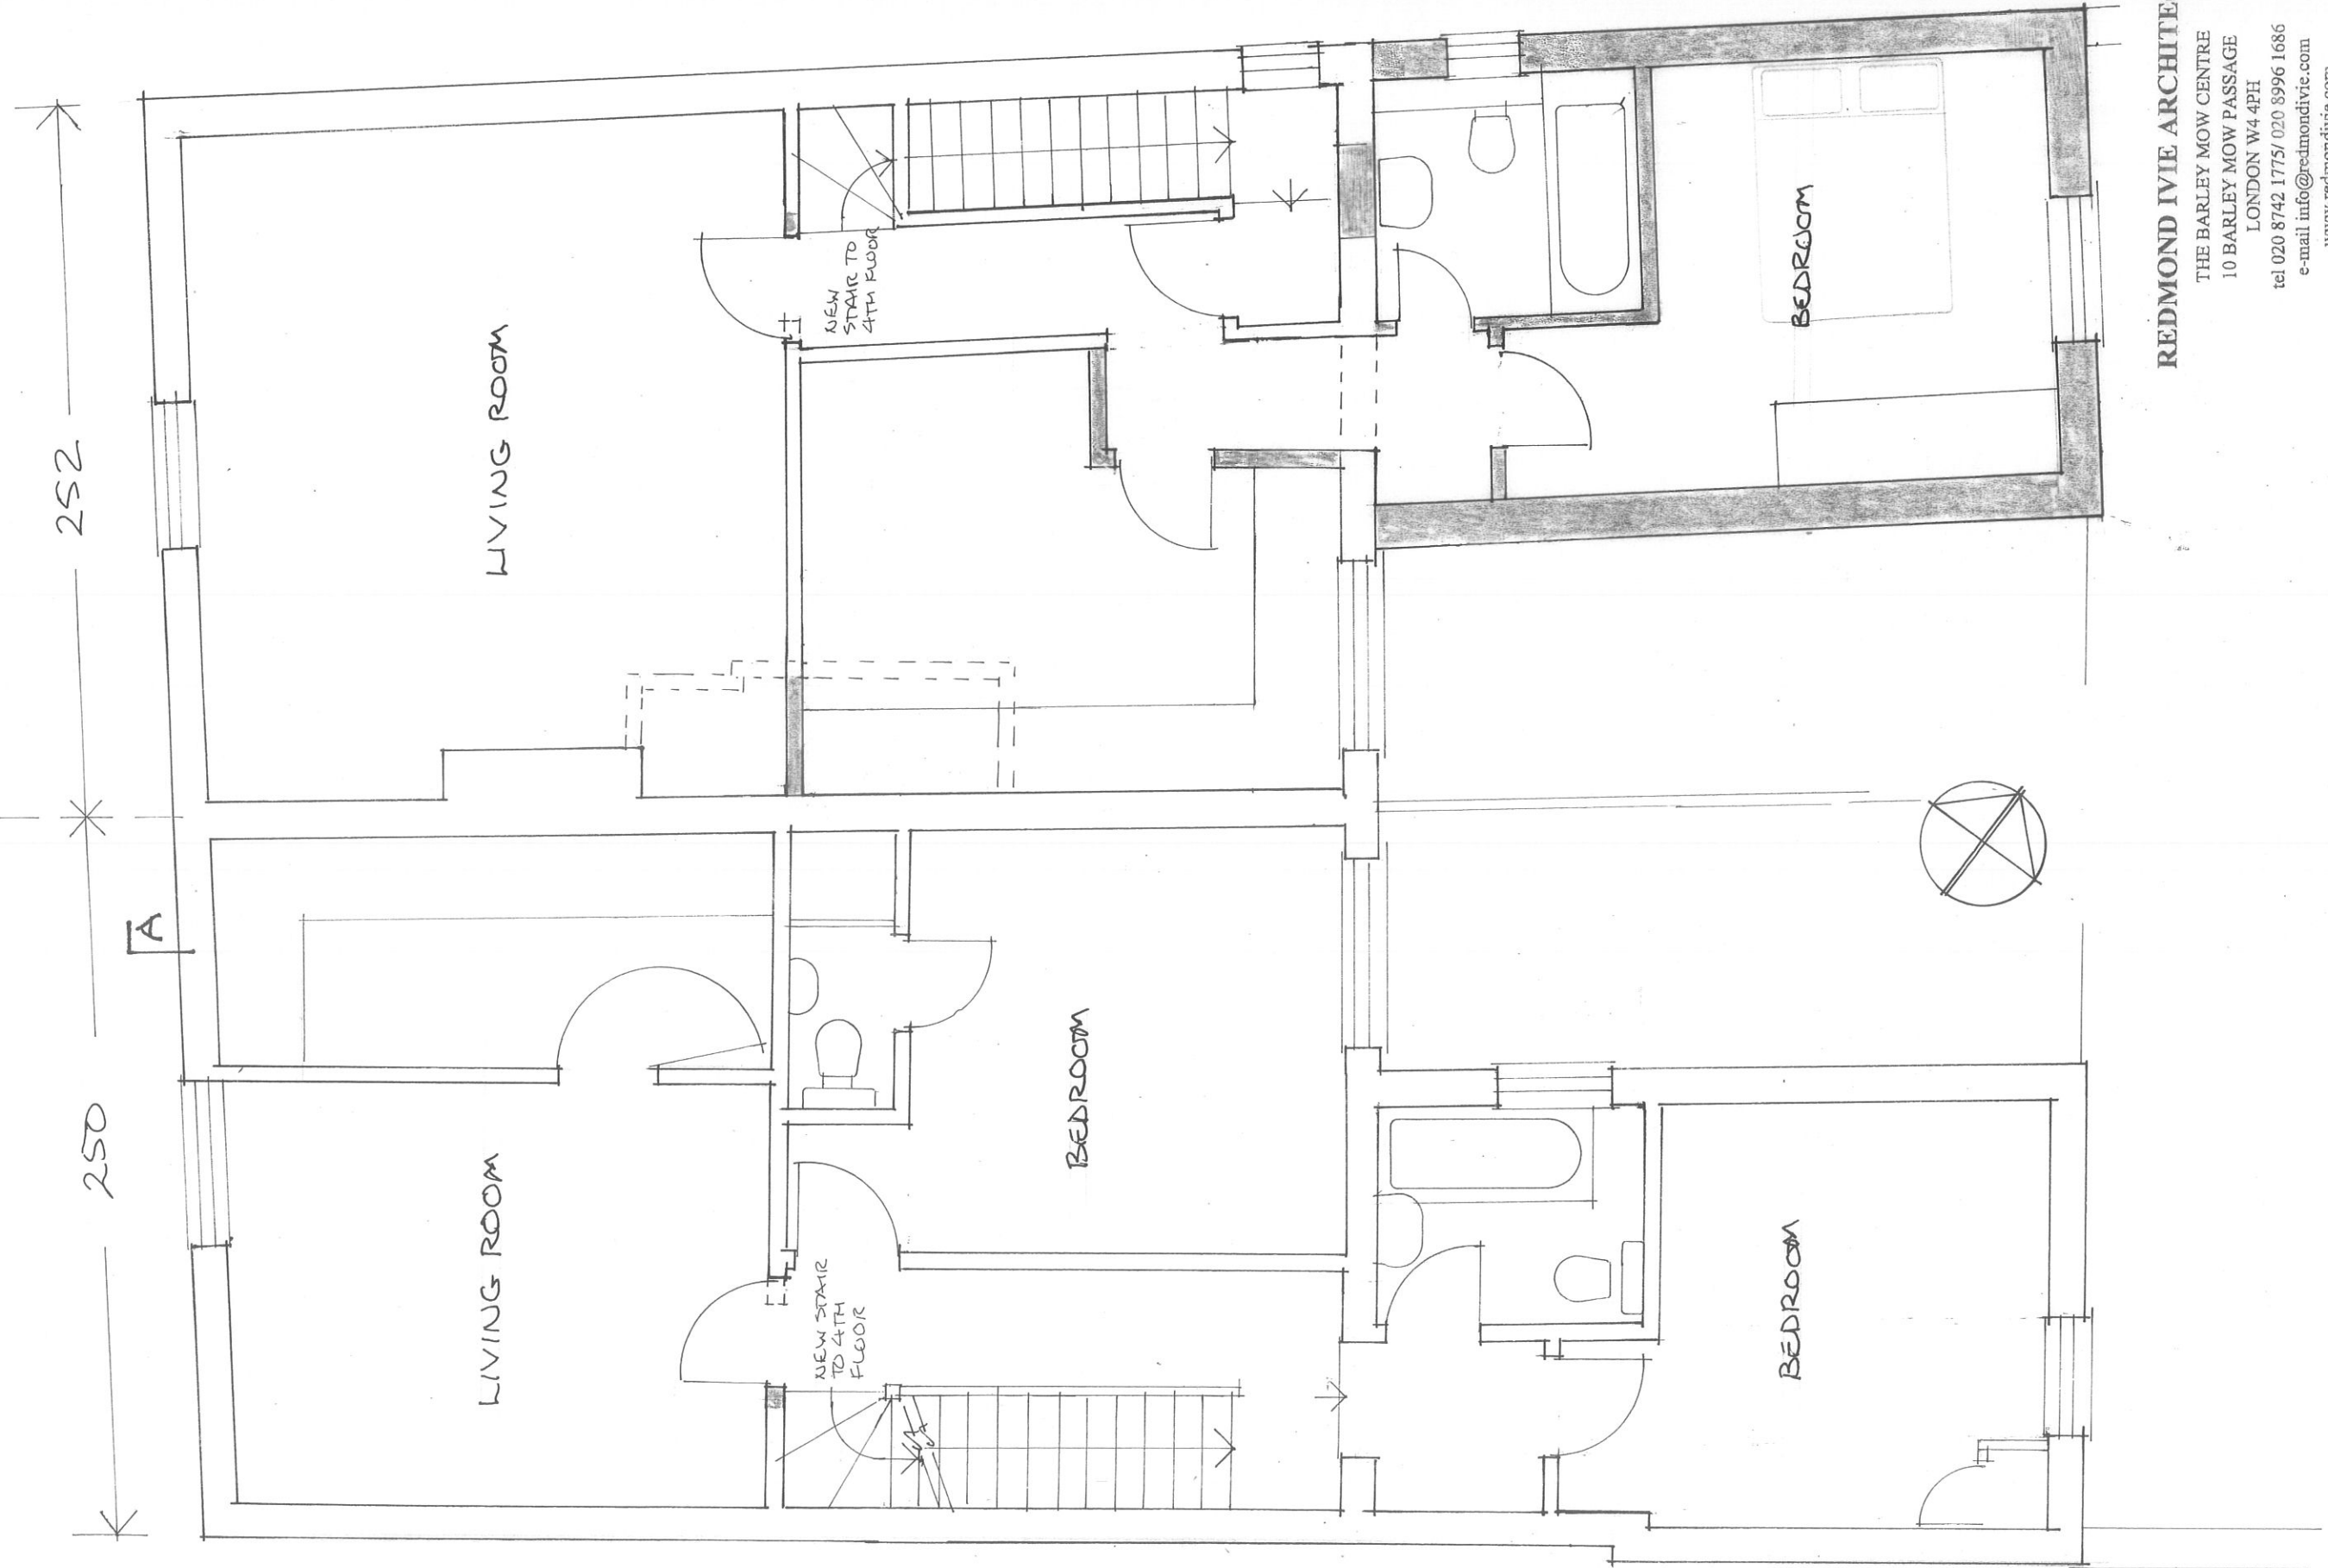 252
250
A
LIVING ROOM
NEW
STAIR TO
4TH FLOOR
BEDROOM
LIVING ROOM
BEDROOM
NEW STAIR
TO 4TH
FLOOR
BEDROOM
REDMOND IVIE ARCHITE
THE BARLEY MOW CENTRE
10 BARLEY MOW PASSAGE
LONDON W4 4PH
tel 020 8742 1775/ 020 8996 1686
e-mail info@redmondivie.com